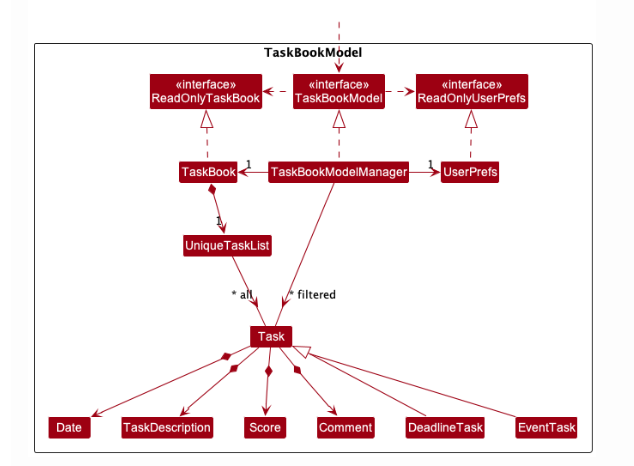 TaskBookModel
«interface»
ReadOnlyTaskBook
«interface»
TaskBookModel
«interface»
ReadOnlyUserPrefs
TaskBook
1
TaskBookModelManager
1
UserPrefs
1
UniqueTaskList
* all
* filtered
Task
Date
TaskDescription
Score
Comment
DeadlineTask
EventTask